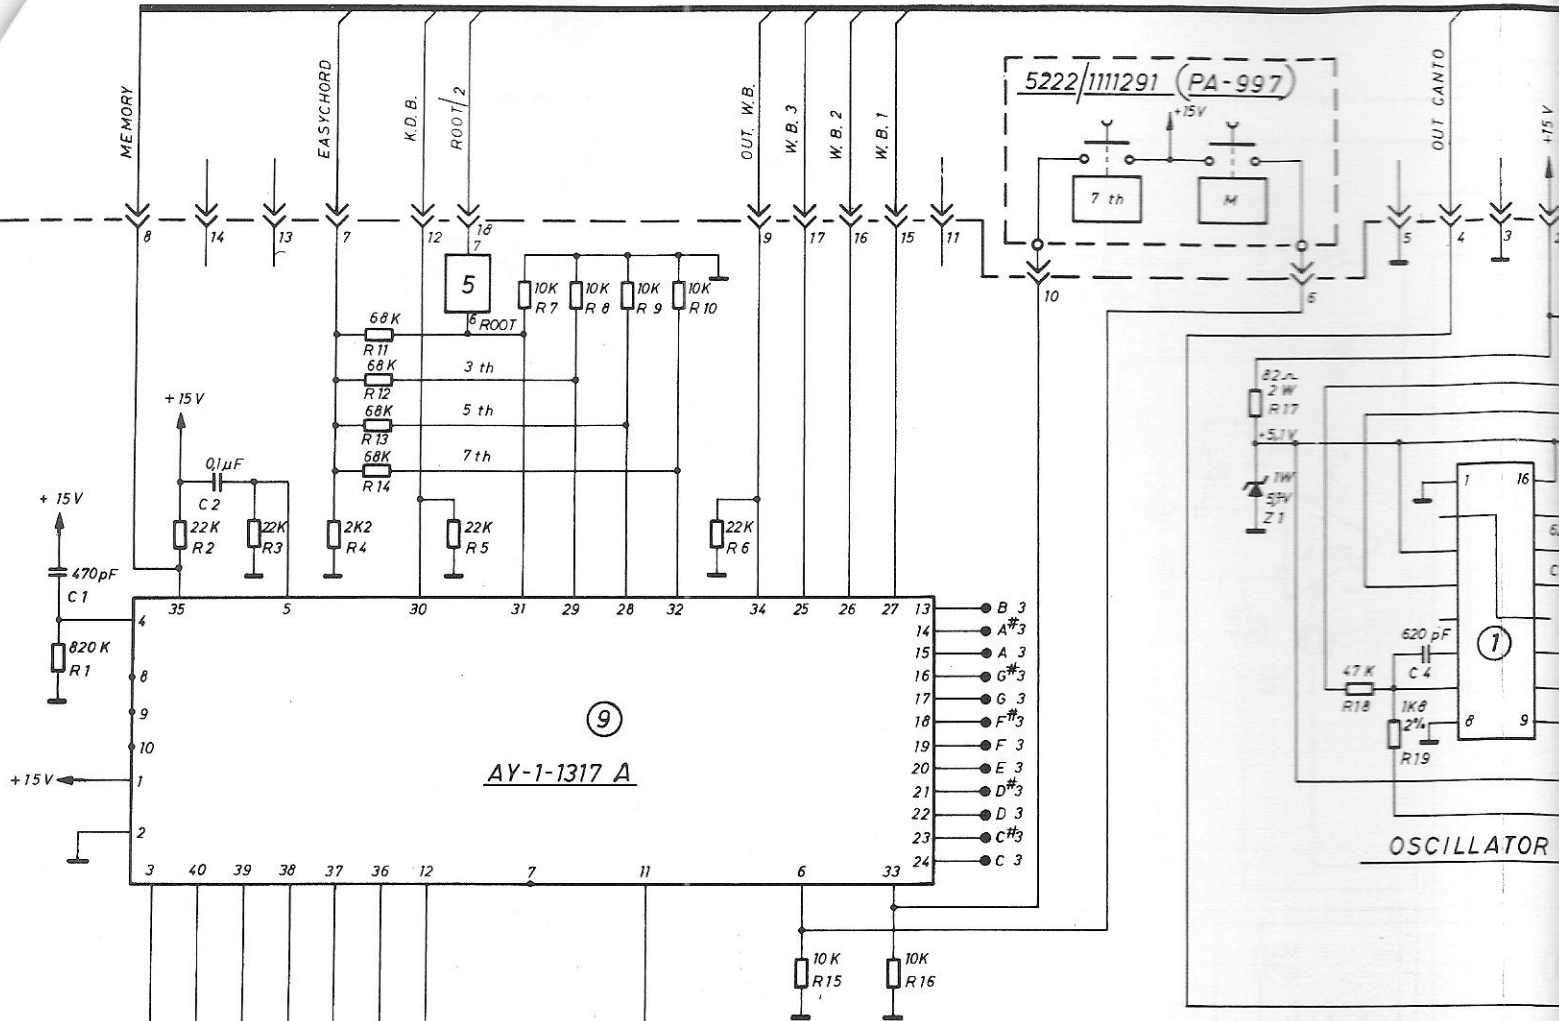 MEMORY
EASYCHORD
K.D.B.
ROOT/2
OUT. W.B.
W.B. 3
W.B. 2
W.B. 1
5222/1111291 (PA-997)
+15V
7 th
M
OUT CANTO
+15V
8
14
13
7
12
18
9
17
16
15
11
10
6
5
4
3
7
5
6
ROOT
10K
R7
10K
R8
10K
R9
10K
R10
68K
R11
68K
R12
68K
R13
68K
R14
3 th
5 th
7 th
+15V
0,1µF
C2
22K
R2
22K
R3
2K2
R4
22K
R5
22K
R6
+15V
470pF
C1
820K
R1
82Ω
2W
R17
+5,1V
1W
5,1V
Z1
35
5
30
31
29
28
32
34
25
26
27
4
8
9
10
+15V
1
2
13 B 3
14 A#3
15 A 3
16 G#3
17 G 3
18 F#3
19 F 3
20 E 3
21 D#3
22 D 3
23 C#3
24 C 3
9
AY-1-1317 A
3
40
39
38
37
36
12
7
11
6
33
10K
R15
10K
R16
1
16
8
9
1
620pF
C4
47K
R18
1K8
2%
R19
OSCILLATOR